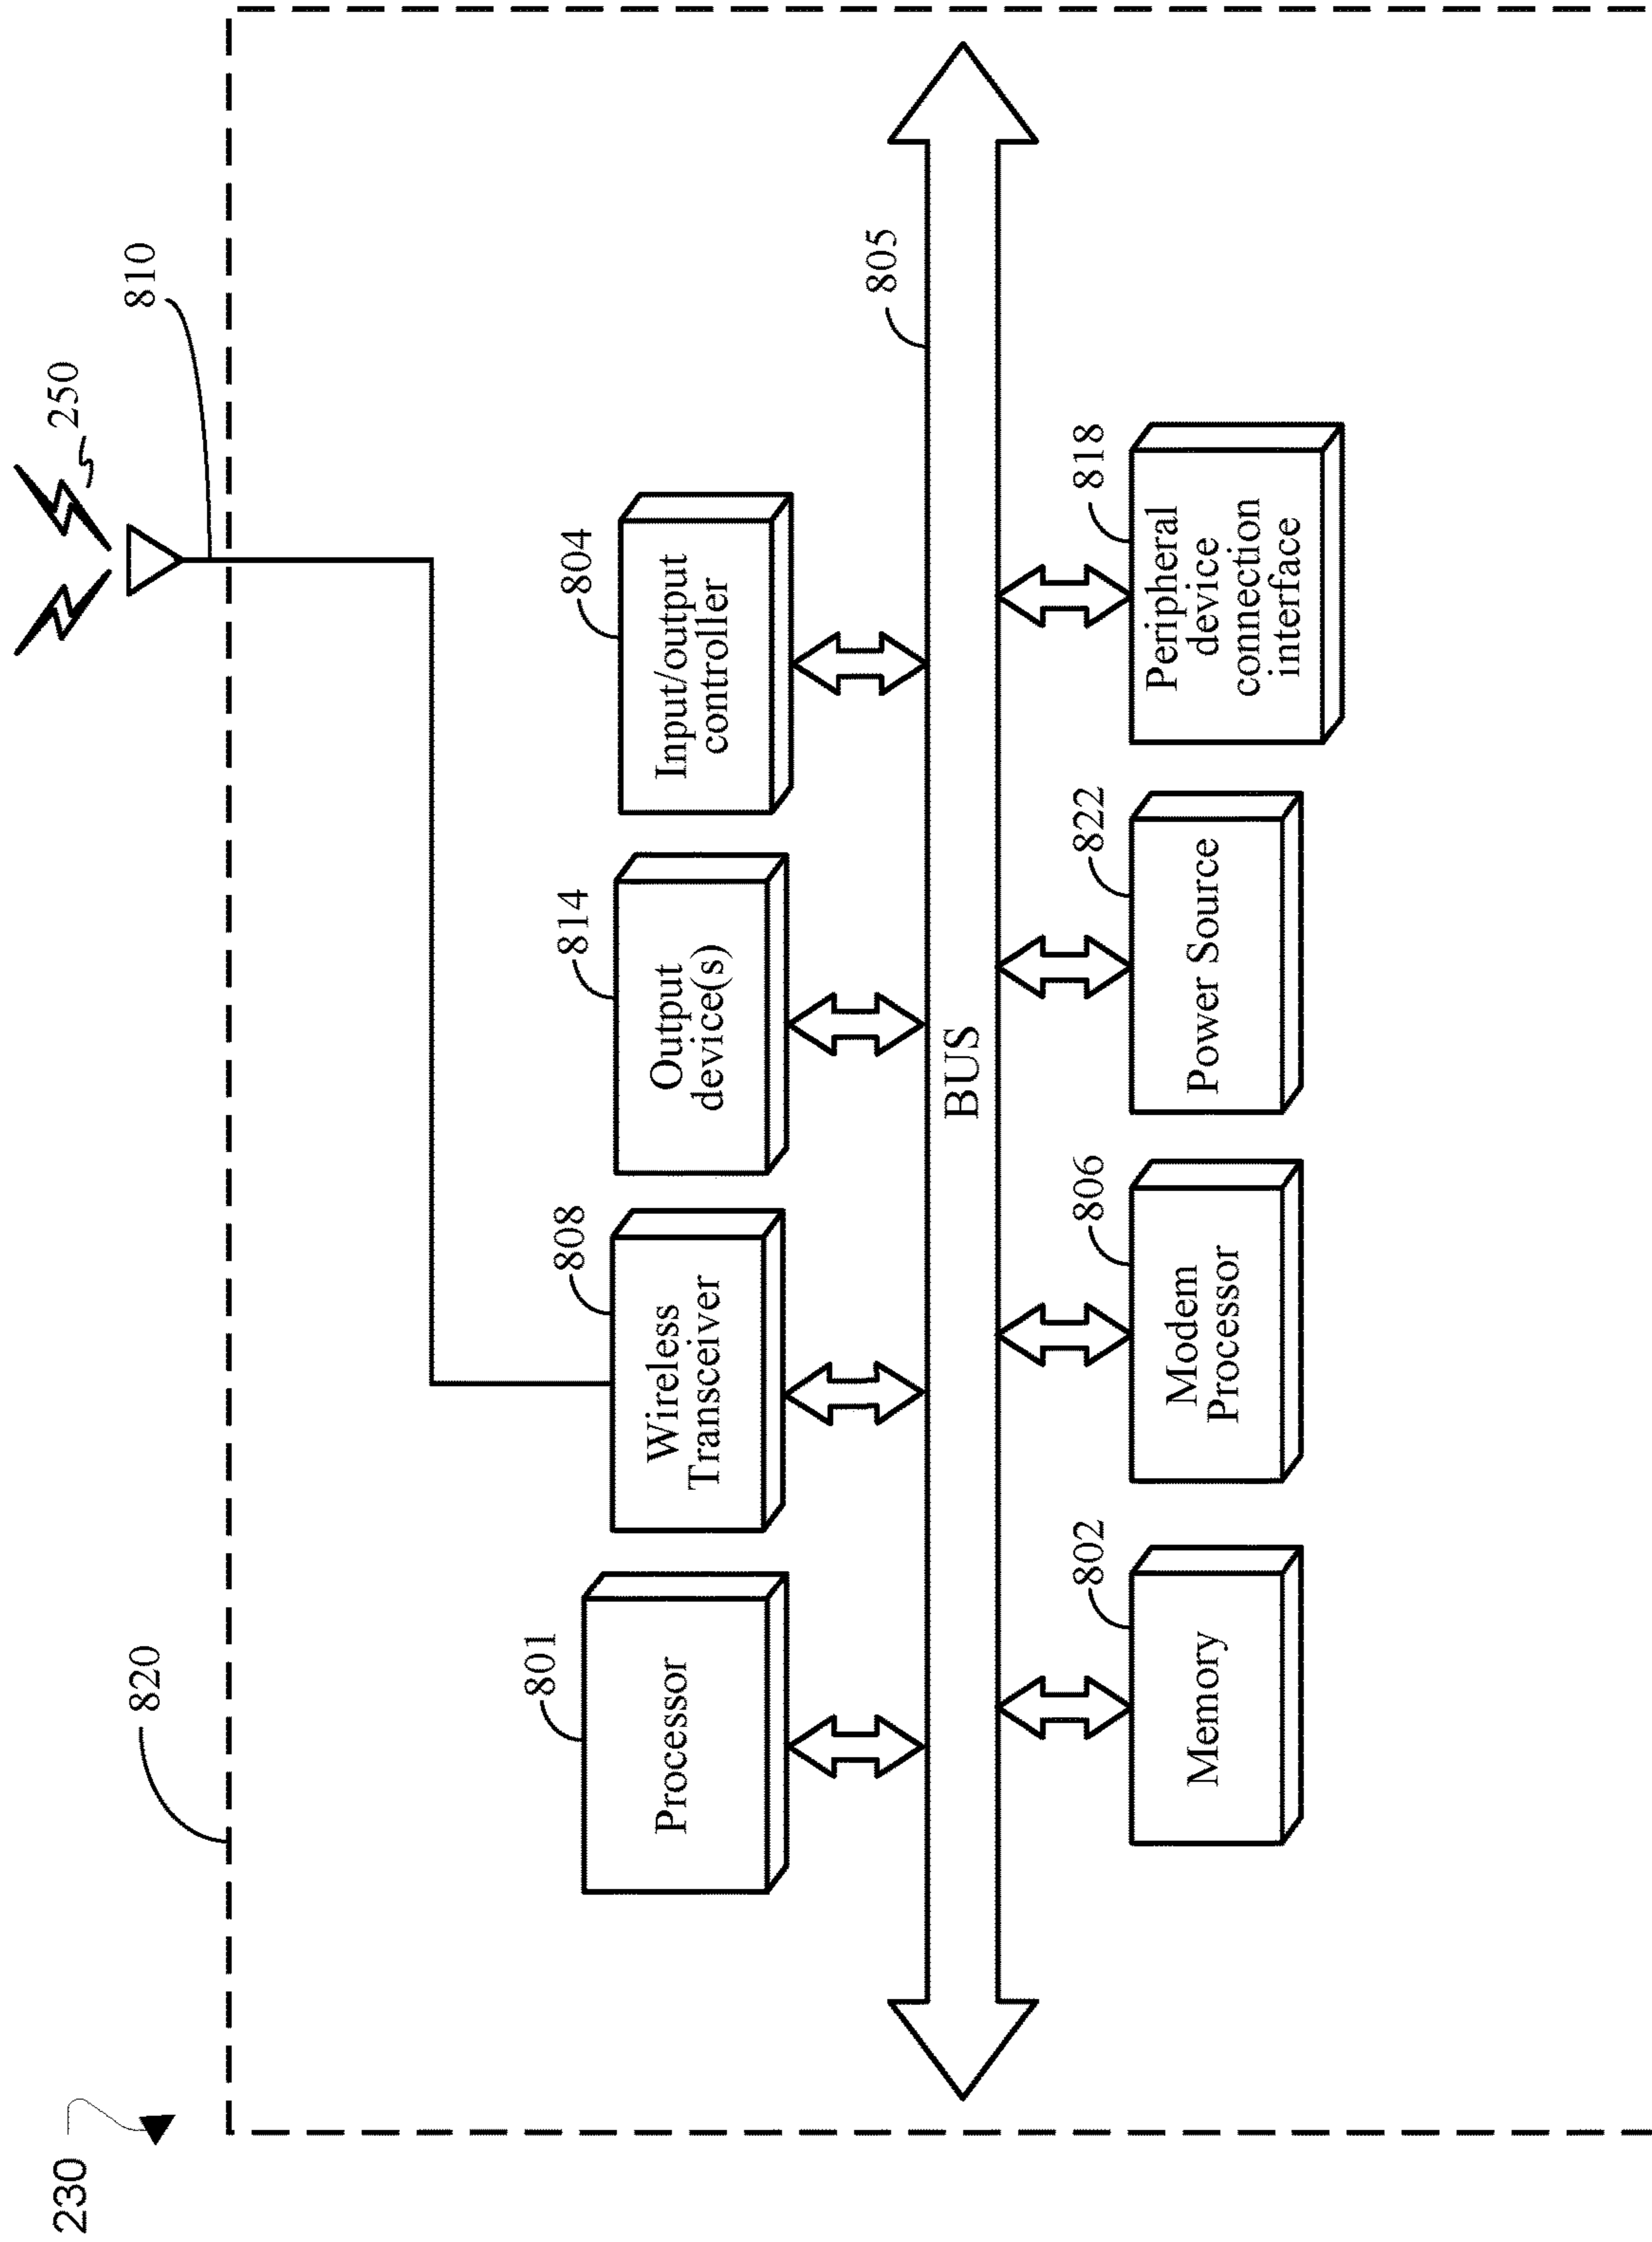 230
820
250
810
801
Processor
808
Wireless
Transceiver
814
Output
device(s)
804
Input/output
controller
805
BUS
802
Memory
806
Modem
Processor
822
Power Source
818
Peripheral
device
connection
interface